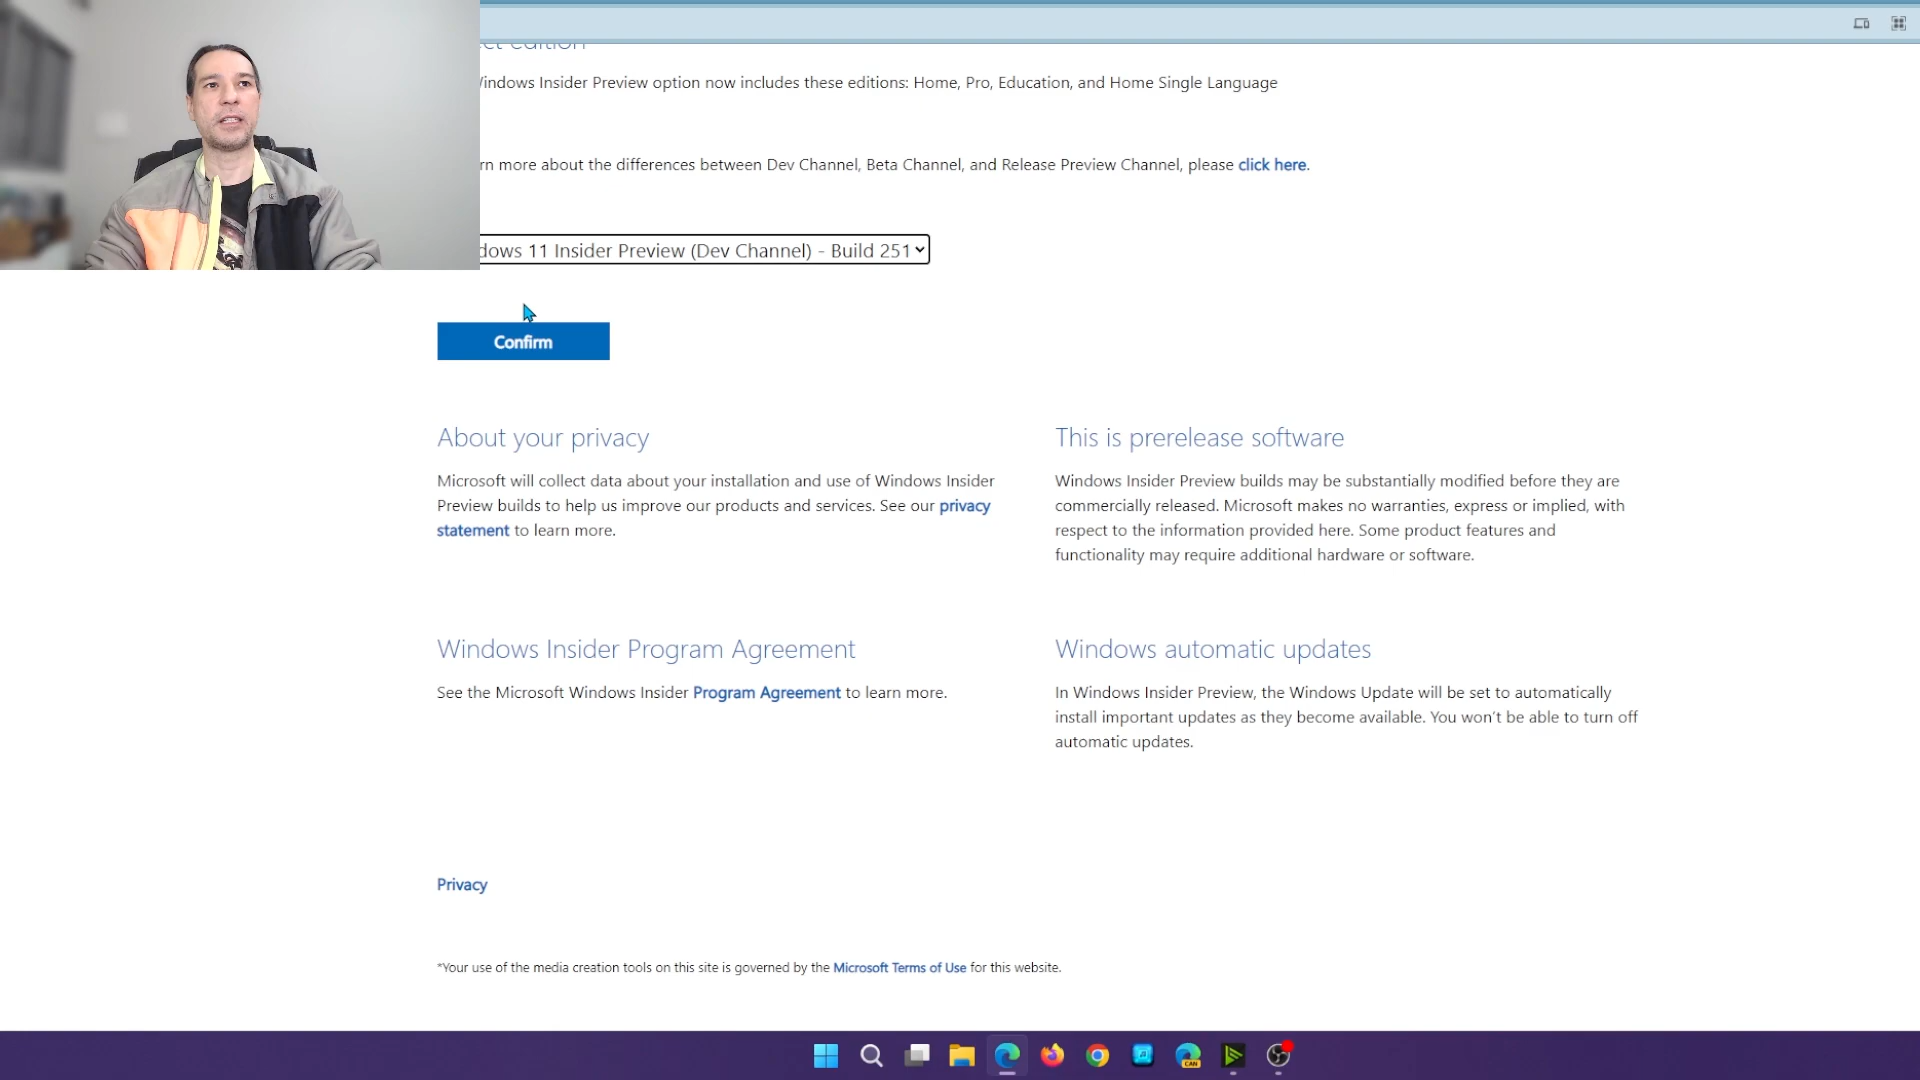 ect edition
Windows Insider Preview option now includes these editions: Home, Pro, Education, and Home Single Language
rn more about the differences between Dev Channel, Beta Channel, and Release Preview Channel, please click here.
dows 11 Insider Preview (Dev Channel) - Build 251
Confirm
About your privacy
Microsoft will collect data about your installation and use of Windows Insider
Preview builds to help us improve our products and services. See our privacy
statement to learn more.
This is prerelease software
Windows Insider Preview builds may be substantially modified before they are
commercially released. Microsoft makes no warranties, express or implied, with
respect to the information provided here. Some product features and
functionality may require additional hardware or software.
Windows Insider Program Agreement
See the Microsoft Windows Insider Program Agreement to learn more.
Windows automatic updates
In Windows Insider Preview, the Windows Update will be set to automatically
install important updates as they become available. You won't be able to turn off
automatic updates.
Privacy
*Your use of the media creation tools on this site is governed by the Microsoft Terms of Use for this website.
CAN